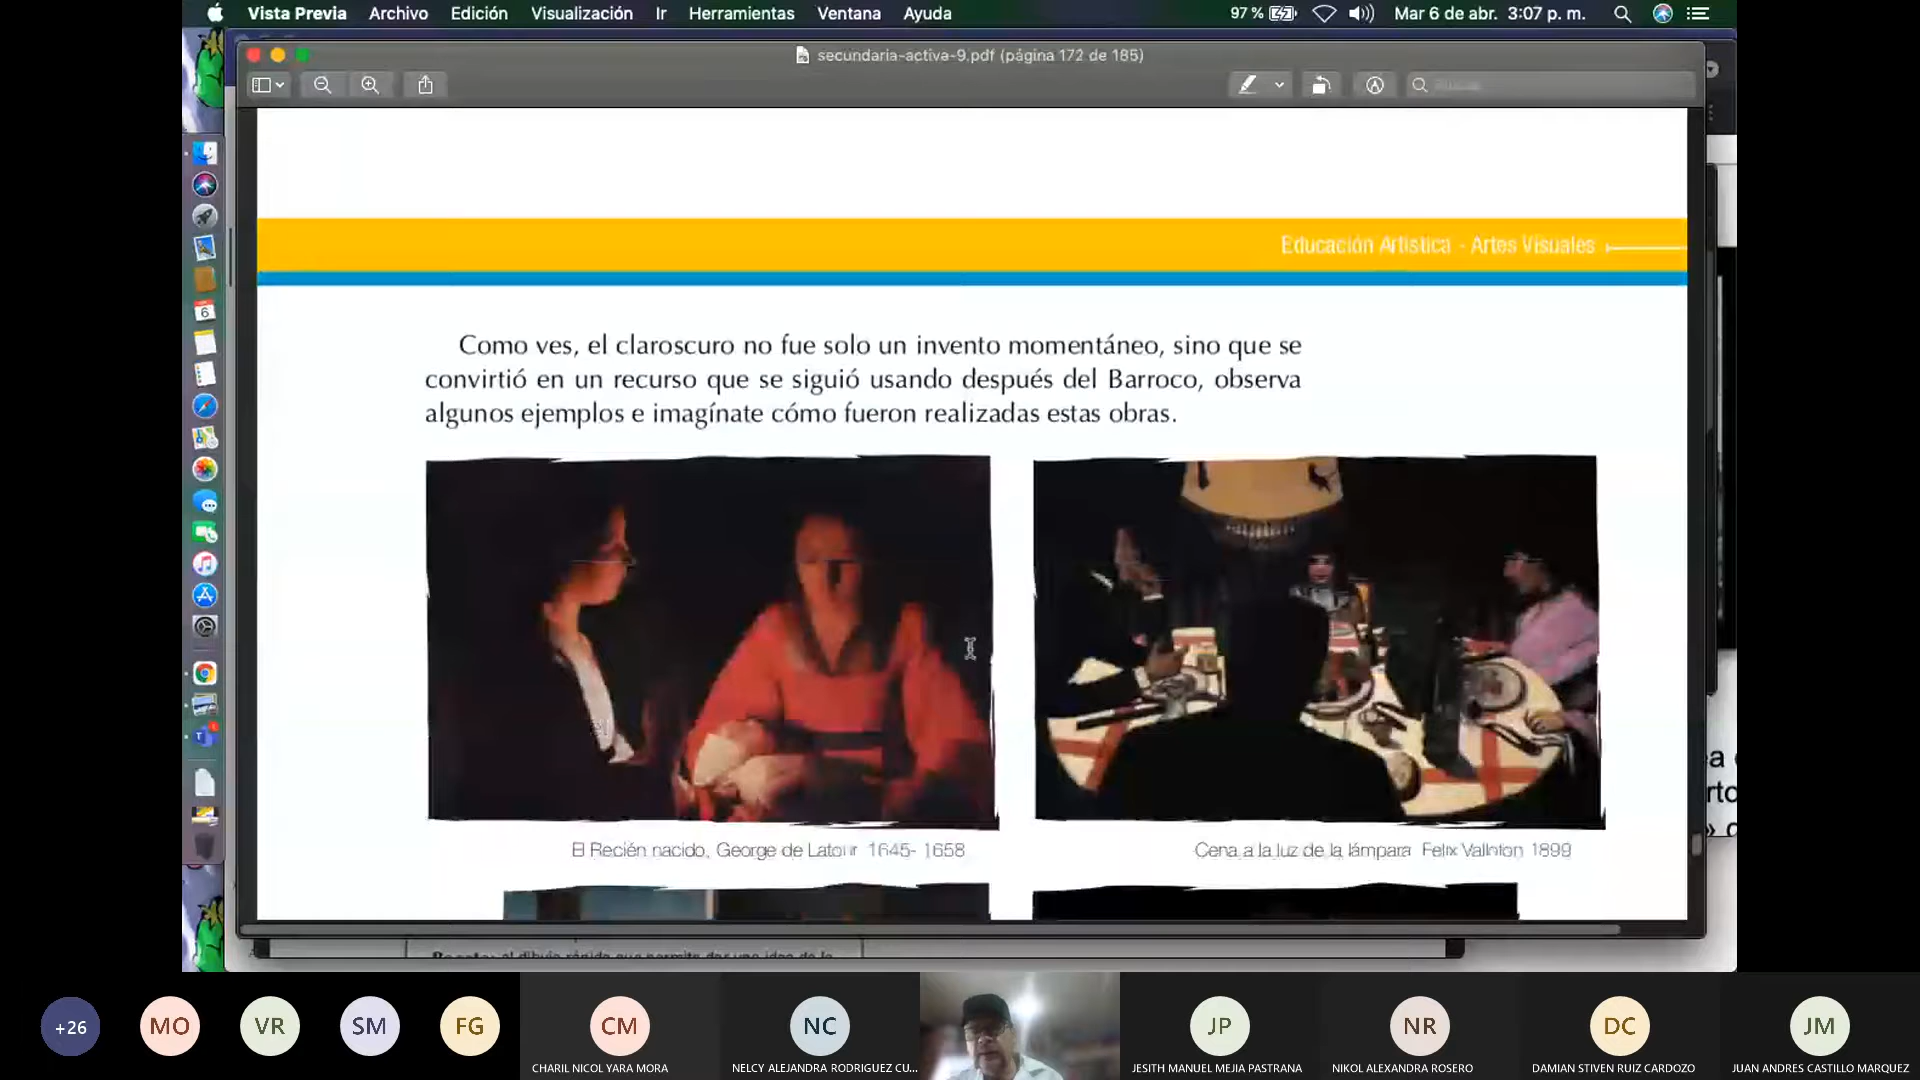 Vista Previa Archivo Edición Visualización Ir Herramientas Ventana Ayuda 97 % Mar 6 de abr. 3:07 p. m.
secundaria-activa-9.pdf (página 172 de 185)
Buscar
Educación Artística - Artes Visuales
6
Como ves, el claroscuro no fue solo un invento momentáneo, sino que se
convirtió en un recurso que se siguió usando después del Barroco, observa
algunos ejemplos e imagínate cómo fueron realizadas estas obras.
El Recién nacido, George de Latour 1645- 1658
Cena a la luz de la lámpara Felix Valloton 1899
+26
MO
VR
SM
FG
CM
NC
JP
NR
DC
JM
CHARIL NICOL YARA MORA
NELCY ALEJANDRA RODRIGUEZ CU...
JESITH MANUEL MEJIA PASTRANA
NIKOL ALEXANDRA ROSERO
DAMIAN STIVEN RUIZ CARDOZO
JUAN ANDRES CASTILLO MARQUEZ